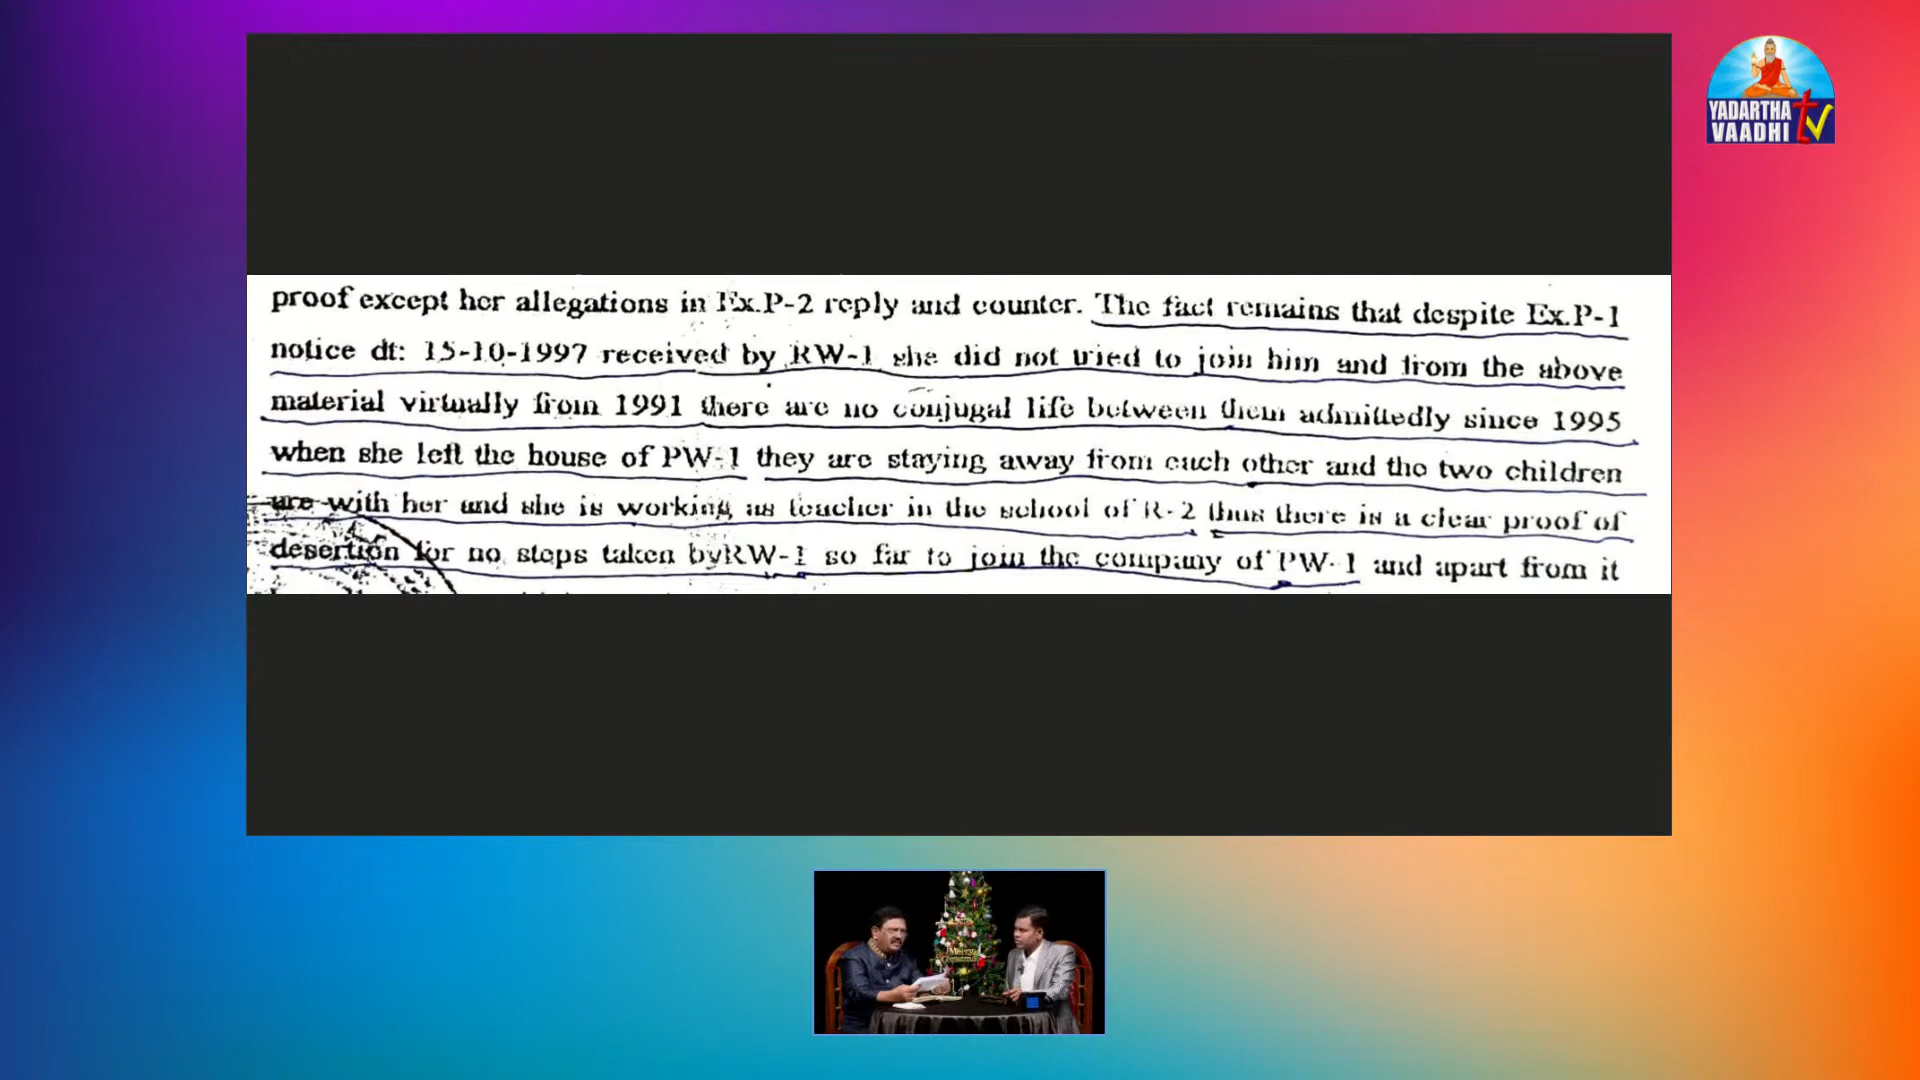 YADARTHA
VAADHI tv
proof except her allegations in Ex.P-2 reply and counter. The fact remains that despite Ex.P-1
notice dt: 15-10-1997 received by RW-1 she did not tried to join him and from the above
material virtually from 1991 there are no conjugal life between them admittedly since 1995
when she left the house of PW-1 they are staying away from each other and the two children
are with her and she is working as teacher in the school of R-2 thus there is a clear proof of
desertion for no steps taken byRW-1 so far to join the company of PW-1 and apart from it
Merry
Christmas